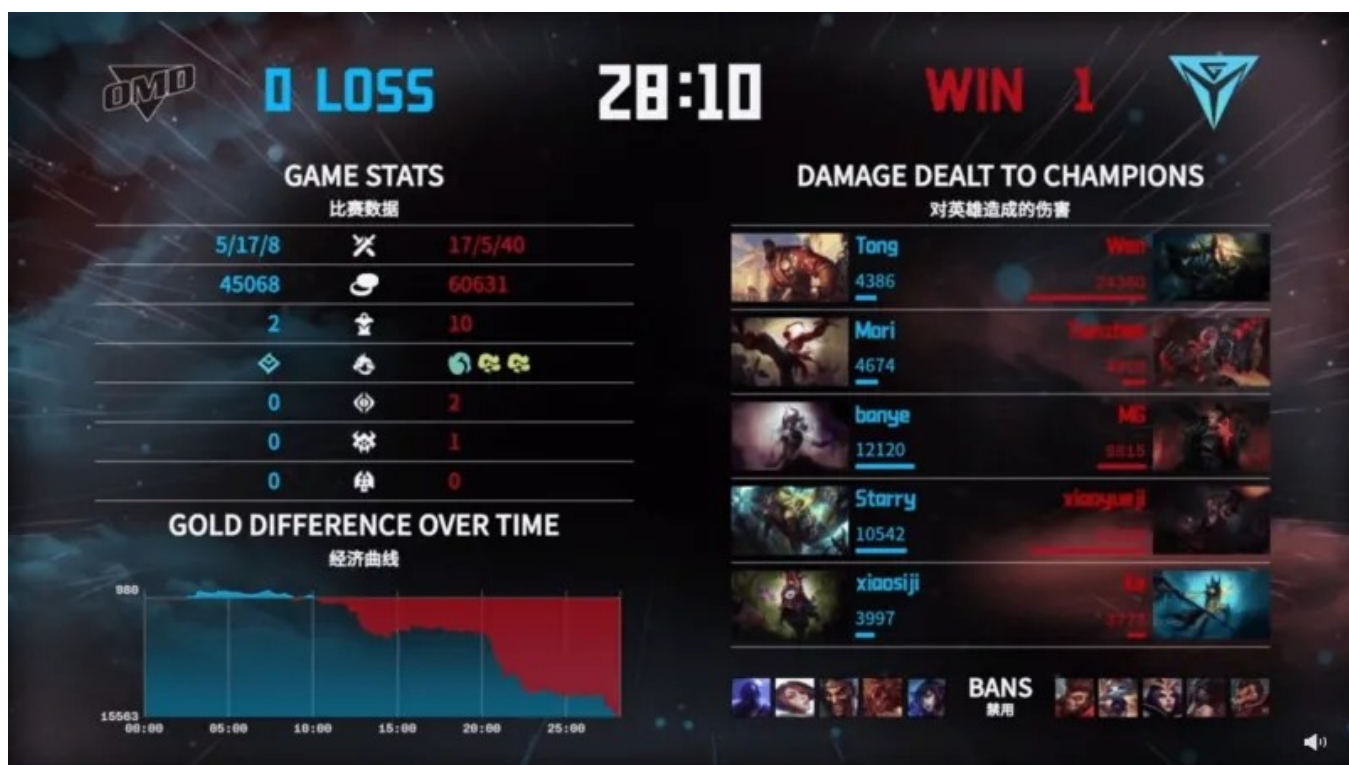 OMD
0 LOSS
28:10
WIN 1
GAME STATS
比赛数据
5/17/8
17/5/40
45068
60631
2
10
0
2
0
1
0
0
GOLD DIFFERENCE OVER TIME
经济曲线
980
15563
00:00 05:00 10:00 15:00 20:00 25:00
DAMAGE DEALT TO CHAMPIONS
对英雄造成的伤害
Tang
4386
Mori
4674
banye
MG
12120
9815
Starry
xiaoyueji
10542
xiaosiji
3997
BANS
禁用